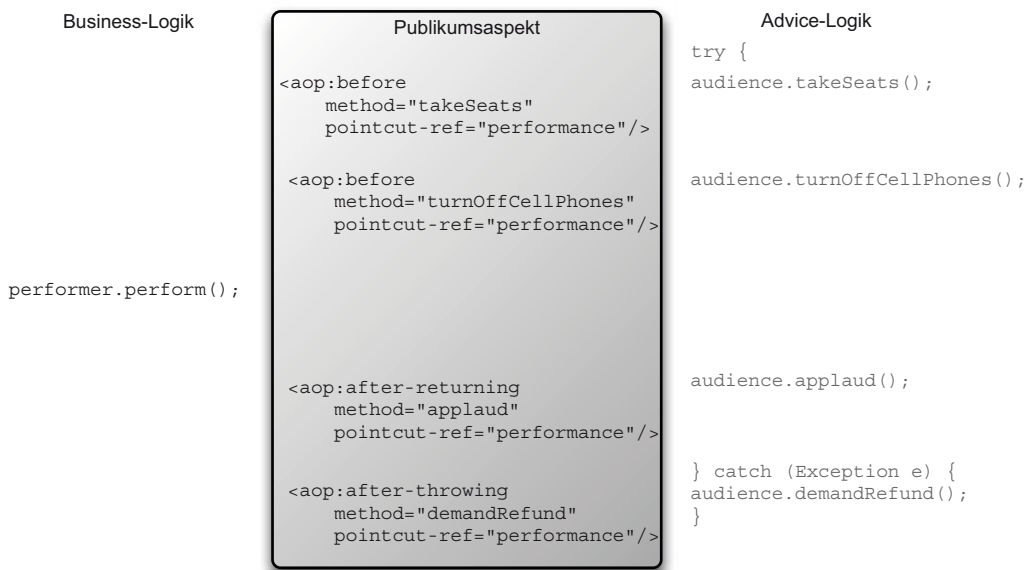 Business-Logik
Publikumsaspekt
Advice-Logik
try {
<aop:before
method="takeSeats"
pointcut-ref="performance"/>
audience.takeSeats();
<aop:before
method="turnOffCellPhones"
pointcut-ref="performance"/>
audience.turnOffCellPhones();
performer.perform();
<aop:after-returning
method="applaud"
pointcut-ref="performance"/>
audience.applaud();
<aop:after-throwing
method="demandRefund"
pointcut-ref="performance"/>
} catch (Exception e) {
audience.demandRefund();
}